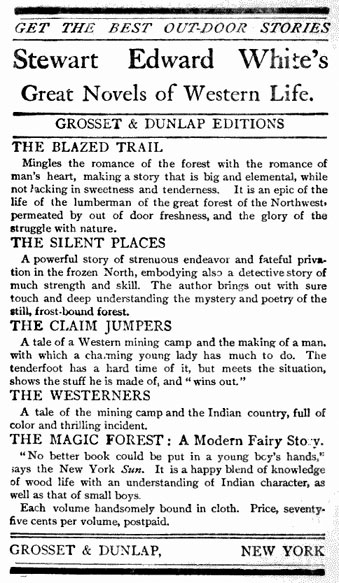 GET THE BEST OUT-DOOR STORIES
Stewart Edward White's
Great Novels of Western Life.
GROSSET & DUNLAP EDITIONS
THE BLAZED TRAIL
Mingles the romance of the forest with the romance of
man's heart, making a story that is big and elemental, while
not lacking in sweetness and tenderness. It is an epic of the
life of the lumberman of the great forest of the Northwest,
permeated by out of door freshness, and the glory of the
struggle with nature.
THE SILENT PLACES
A powerful story of strenuous endeavor and fateful priva-
tion in the frozen North, embodying also a detective story of
much strength and skill. The author brings out with sure
touch and deep understanding the mystery and poetry of the
still, frost-bound forest.
THE CLAIM JUMPERS
A tale of a Western mining camp and the making of a man,
with which a charming young lady has much to do. The
tenderfoot has a hard time of it, but meets the situation,
shows the stuff he is made of, and "wins out."
THE WESTERNERS
A tale of the mining camp and the Indian country, full of
color and thrilling incident.
THE MAGIC FOREST: A Modern Fairy Story.
"No better book could be put in a young boy's hands,"
says the New York Sun. It is a happy blend of knowledge
of wood life with an understanding of Indian character, as
well as that of small boys.
Each volume handsomely bound in cloth. Price, seventy-
five cents per volume, postpaid.
GROSSET & DUNLAP, NEW YORK